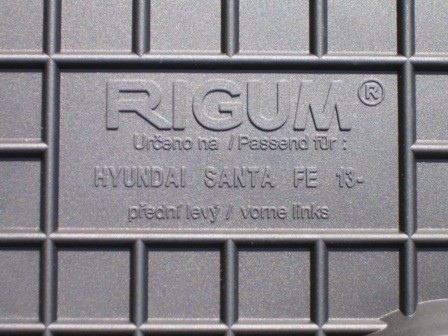 RIGUM®
Určeno na / Passend für :
HYUNDAI SANTA FE 13-
přední levý / vorne links